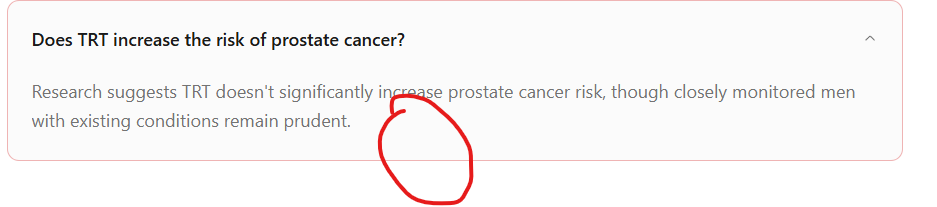 Does TRT increase the risk of prostate cancer?
Research suggests TRT doesn't significantly increase prostate cancer risk, though closely monitored men
with existing conditions remain prudent.